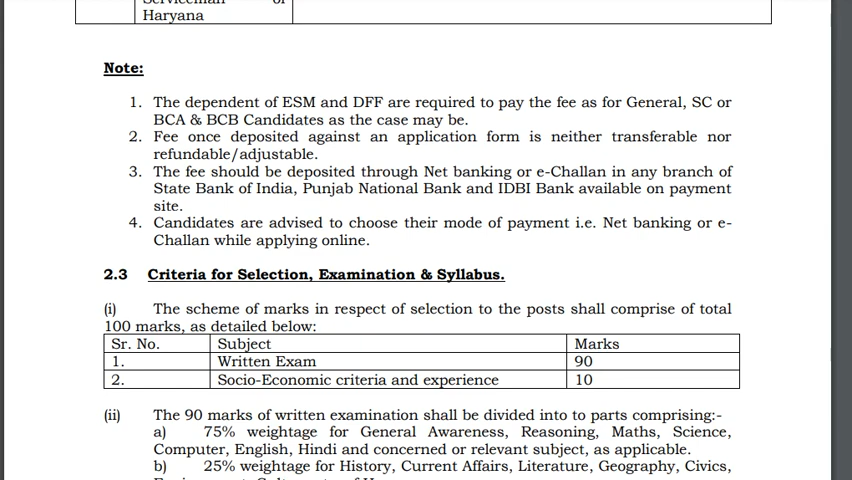 Serviceman of
Haryana
Note:
1. The dependent of ESM and DFF are required to pay the fee as for General, SC or
BCA & BCB Candidates as the case may be.
2. Fee once deposited against an application form is neither transferable nor
refundable/adjustable.
3. The fee should be deposited through Net banking or e-Challan in any branch of
State Bank of India, Punjab National Bank and IDBI Bank available on payment
site.
4. Candidates are advised to choose their mode of payment i.e. Net banking or e-
Challan while applying online.
2.3 Criteria for Selection, Examination & Syllabus.
(i) The scheme of marks in respect of selection to the posts shall comprise of total
100 marks, as detailed below:
Sr. No. Subject Marks
1. Written Exam 90
2. Socio-Economic criteria and experience 10
(ii) The 90 marks of written examination shall be divided into to parts comprising:-
a) 75% weightage for General Awareness, Reasoning, Maths, Science,
Computer, English, Hindi and concerned or relevant subject, as applicable.
b) 25% weightage for History, Current Affairs, Literature, Geography, Civics,